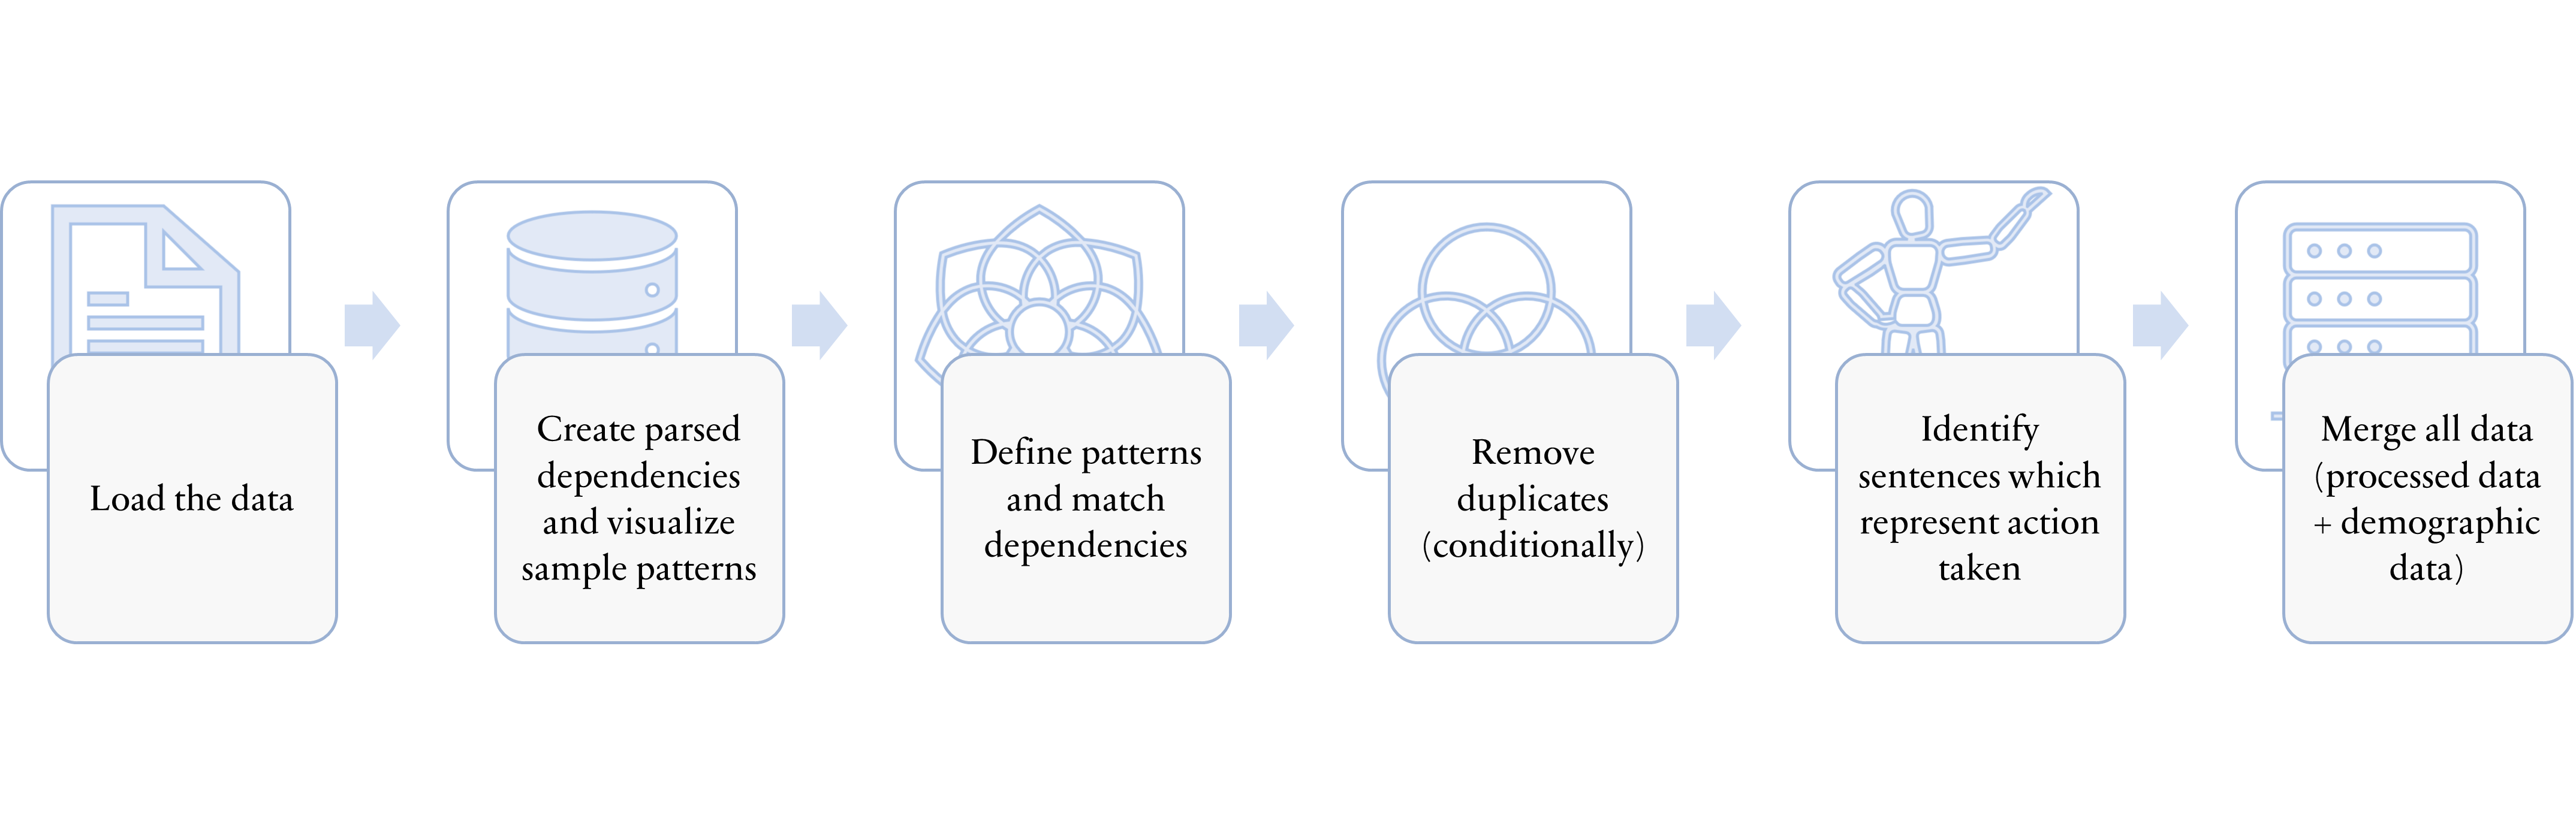 Load the data
Create parsed
dependencies
and visualize
sample patterns
Define patterns
and match
dependencies
Remove
duplicates
(conditionally)
Identify
sentences which
represent action
taken
Merge all data
(processed data
+ demographic
data)